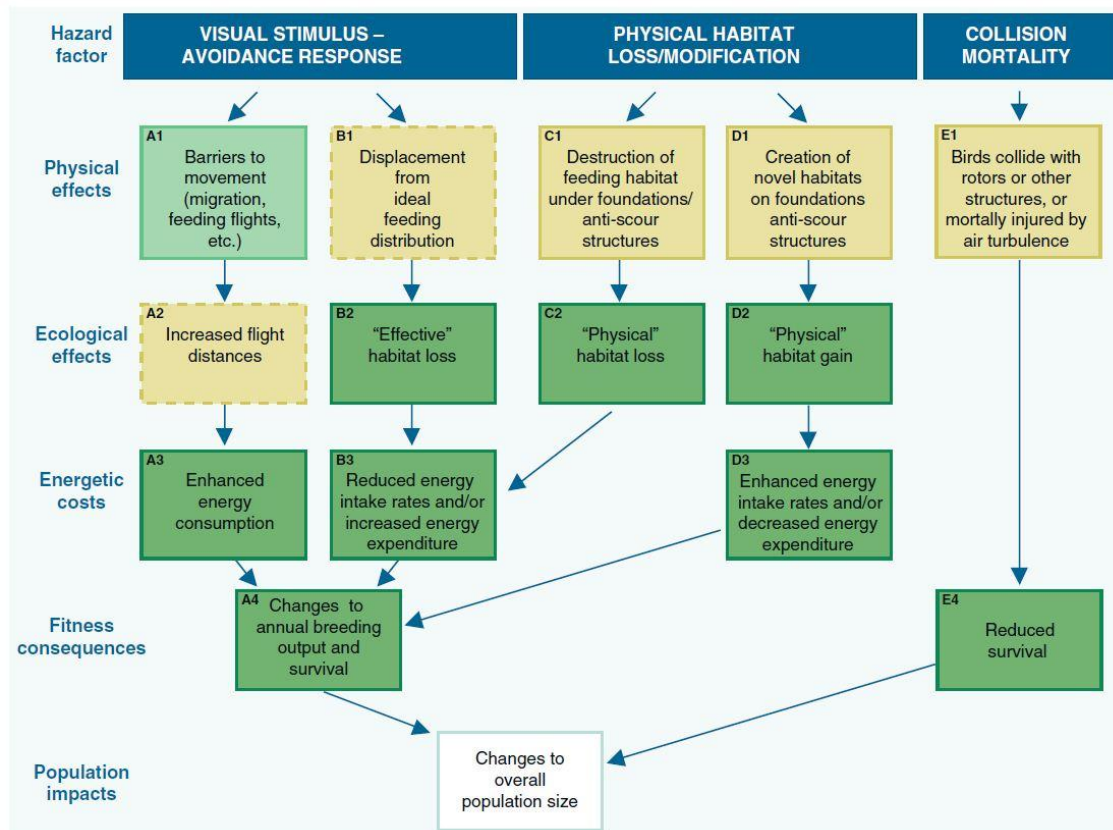 Hazard
factor
VISUAL STIMULUS –
AVOIDANCE RESPONSE
PHYSICAL HABITAT
LOSS/MODIFICATION
COLLISION
MORTALITY
Physical
effects
A1
Barriers to
movement
(migration,
feeding flights,
etc.)
B1
Displacement
from
ideal
feeding
distribution
C1
Destruction of
feeding habitat
under foundations/
anti-scour
structures
D1
Creation of
novel habitats
on foundations
anti-scour
structures
E1
Birds collide with
rotors or other
structures, or
mortally injured by
air turbulence
Ecological
effects
A2
Increased flight
distances
B2
“Effective”
habitat loss
C2
“Physical”
habitat loss
D2
“Physical”
habitat gain
Energetic
costs
A3
Enhanced
energy
consumption
B3
Reduced energy
intake rates and/or
increased energy
expenditure
D3
Enhanced energy
intake rates and/or
decreased energy
expenditure
Fitness
consequences
A4
Changes to
annual breeding
output and
survival
E4
Reduced
survival
Population
impacts
Changes to
overall
population size